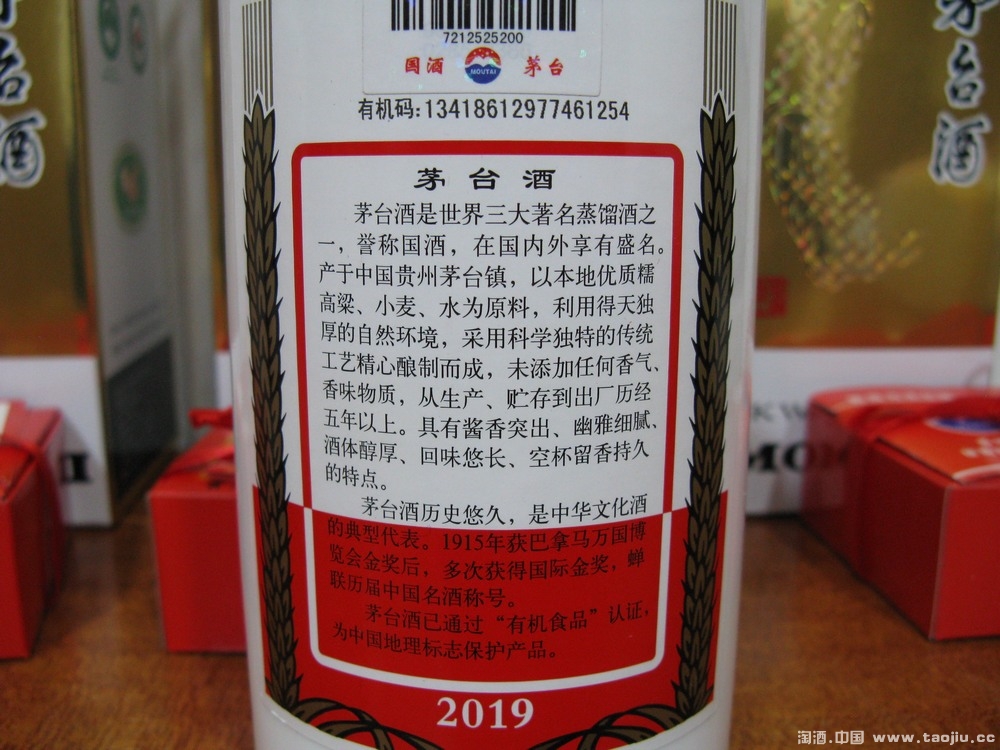 7212525200
国酒 MOUTAI 茅台
有机码:13418612977461254
茅台酒
茅台酒是世界三大著名蒸馏酒之
一，誉称国酒，在国内外享有盛名。
产于中国贵州茅台镇，以本地优质糯
高粱、小麦、水为原料，利用得天独
厚的自然环境，采用科学独特的传统
工艺精心酿制而成，未添加任何香气、
香味物质，从生产、贮存到出厂历经
五年以上。具有酱香突出、幽雅细腻、
酒体醇厚、回味悠长、空杯留香持久
的特点。
茅台酒历史悠久，是中华文化酒
的典型代表。1915年获巴拿马万国博
览会金奖后，多次获得国际金奖，蝉
联历届中国名酒称号。
茅台酒已通过“有机食品”认证，
为中国地理标志保护产品。
2019
台酒
茅台酒
淘酒.中国 www.taojiu.cc